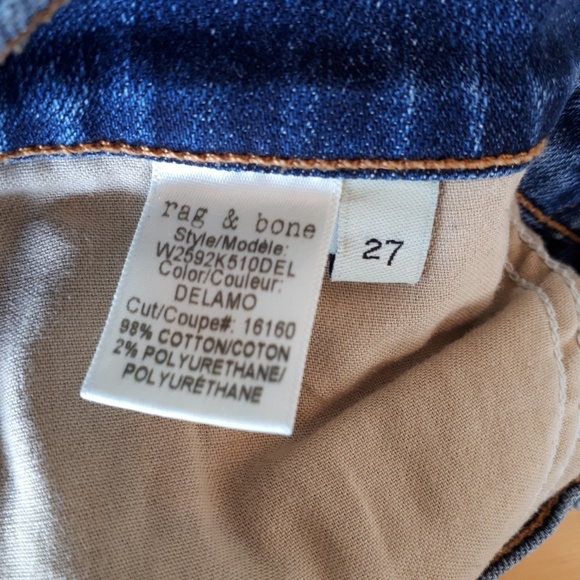 rag & bone
Style/Modèle:
W2592K510DEL
Color/Couleur:
DELAMO
Cut/Coupe#: 16160
98% COTTON/COTON
2% POLYURETHANE/
POLYURÉTHANE
27